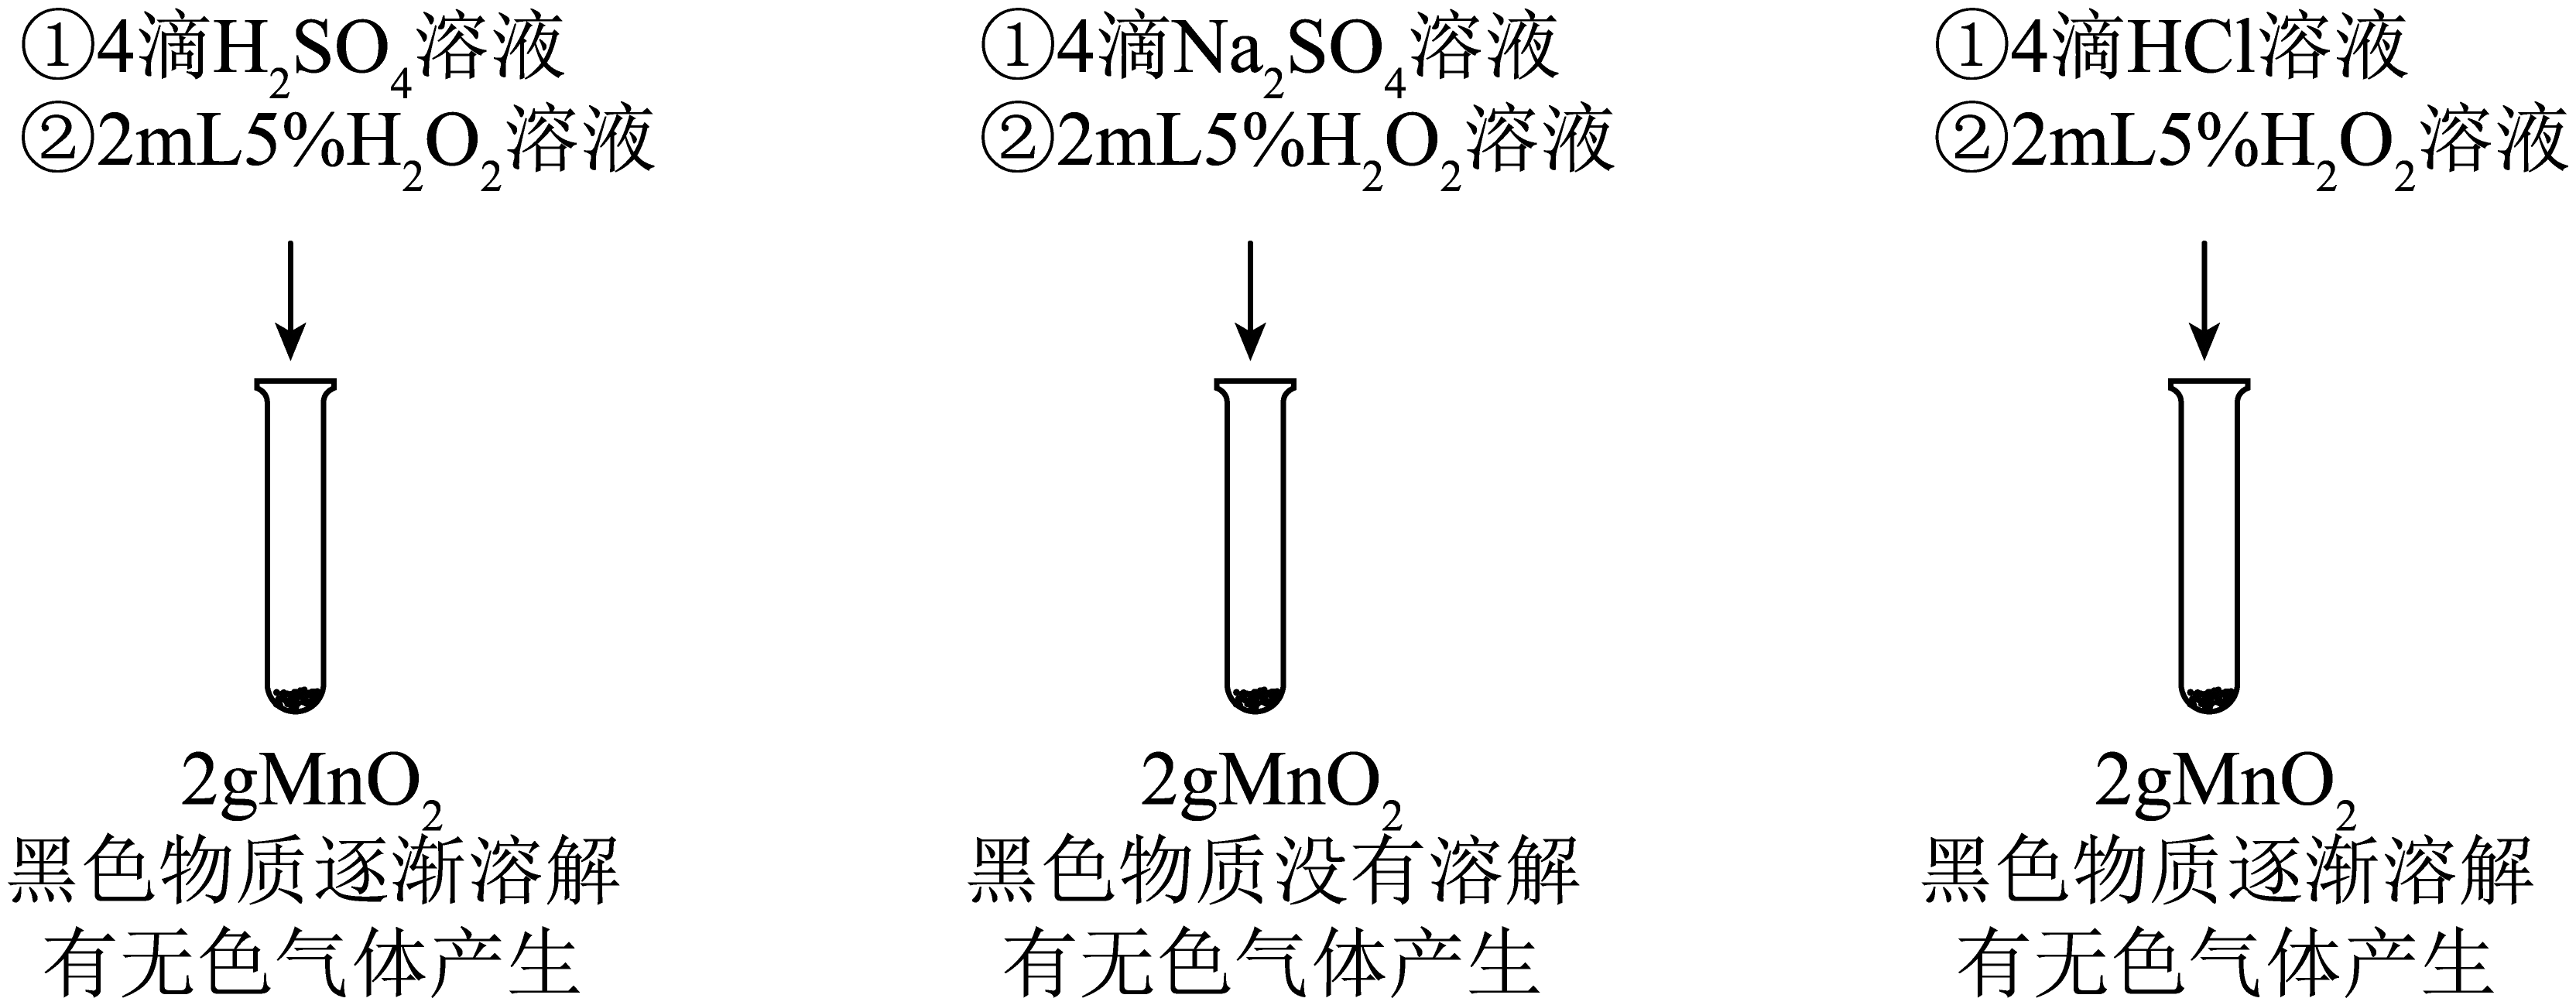 ①4滴H₂SO₄溶液
②2mL5%H₂O₂溶液
2gMnO₂
黑色物质逐渐溶解
有无色气体产生
①4滴Na₂SO₄溶液
②2mL5%H₂O₂溶液
2gMnO₂
黑色物质没有溶解
有无色气体产生
①4滴HCl溶液
②2mL5%H₂O₂溶液
2gMnO₂
黑色物质逐渐溶解
有无色气体产生